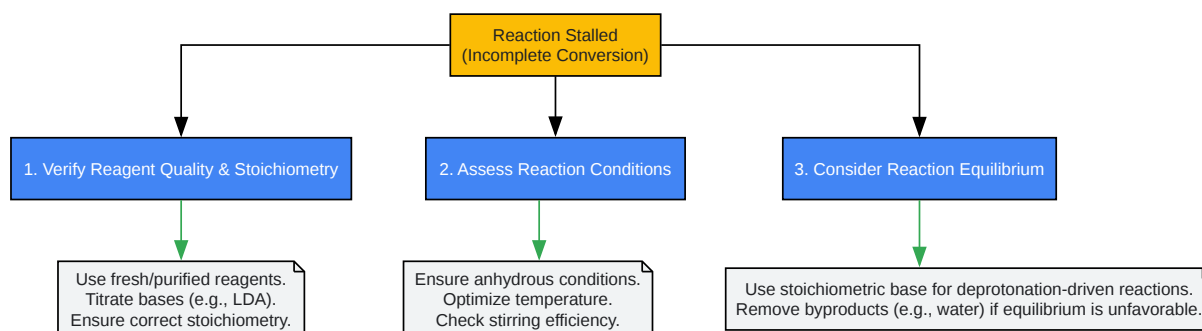 Reaction Stalled
(Incomplete Conversion)
1. Verify Reagent Quality & Stoichiometry
2. Assess Reaction Conditions
3. Consider Reaction Equilibrium
Use fresh/purified reagents.
Titrate bases (e.g., LDA).
Ensure correct stoichiometry.
Ensure anhydrous conditions.
Optimize temperature.
Check stirring efficiency.
Use stoichiometric base for deprotonation-driven reactions.
Remove byproducts (e.g., water) if equilibrium is unfavorable.